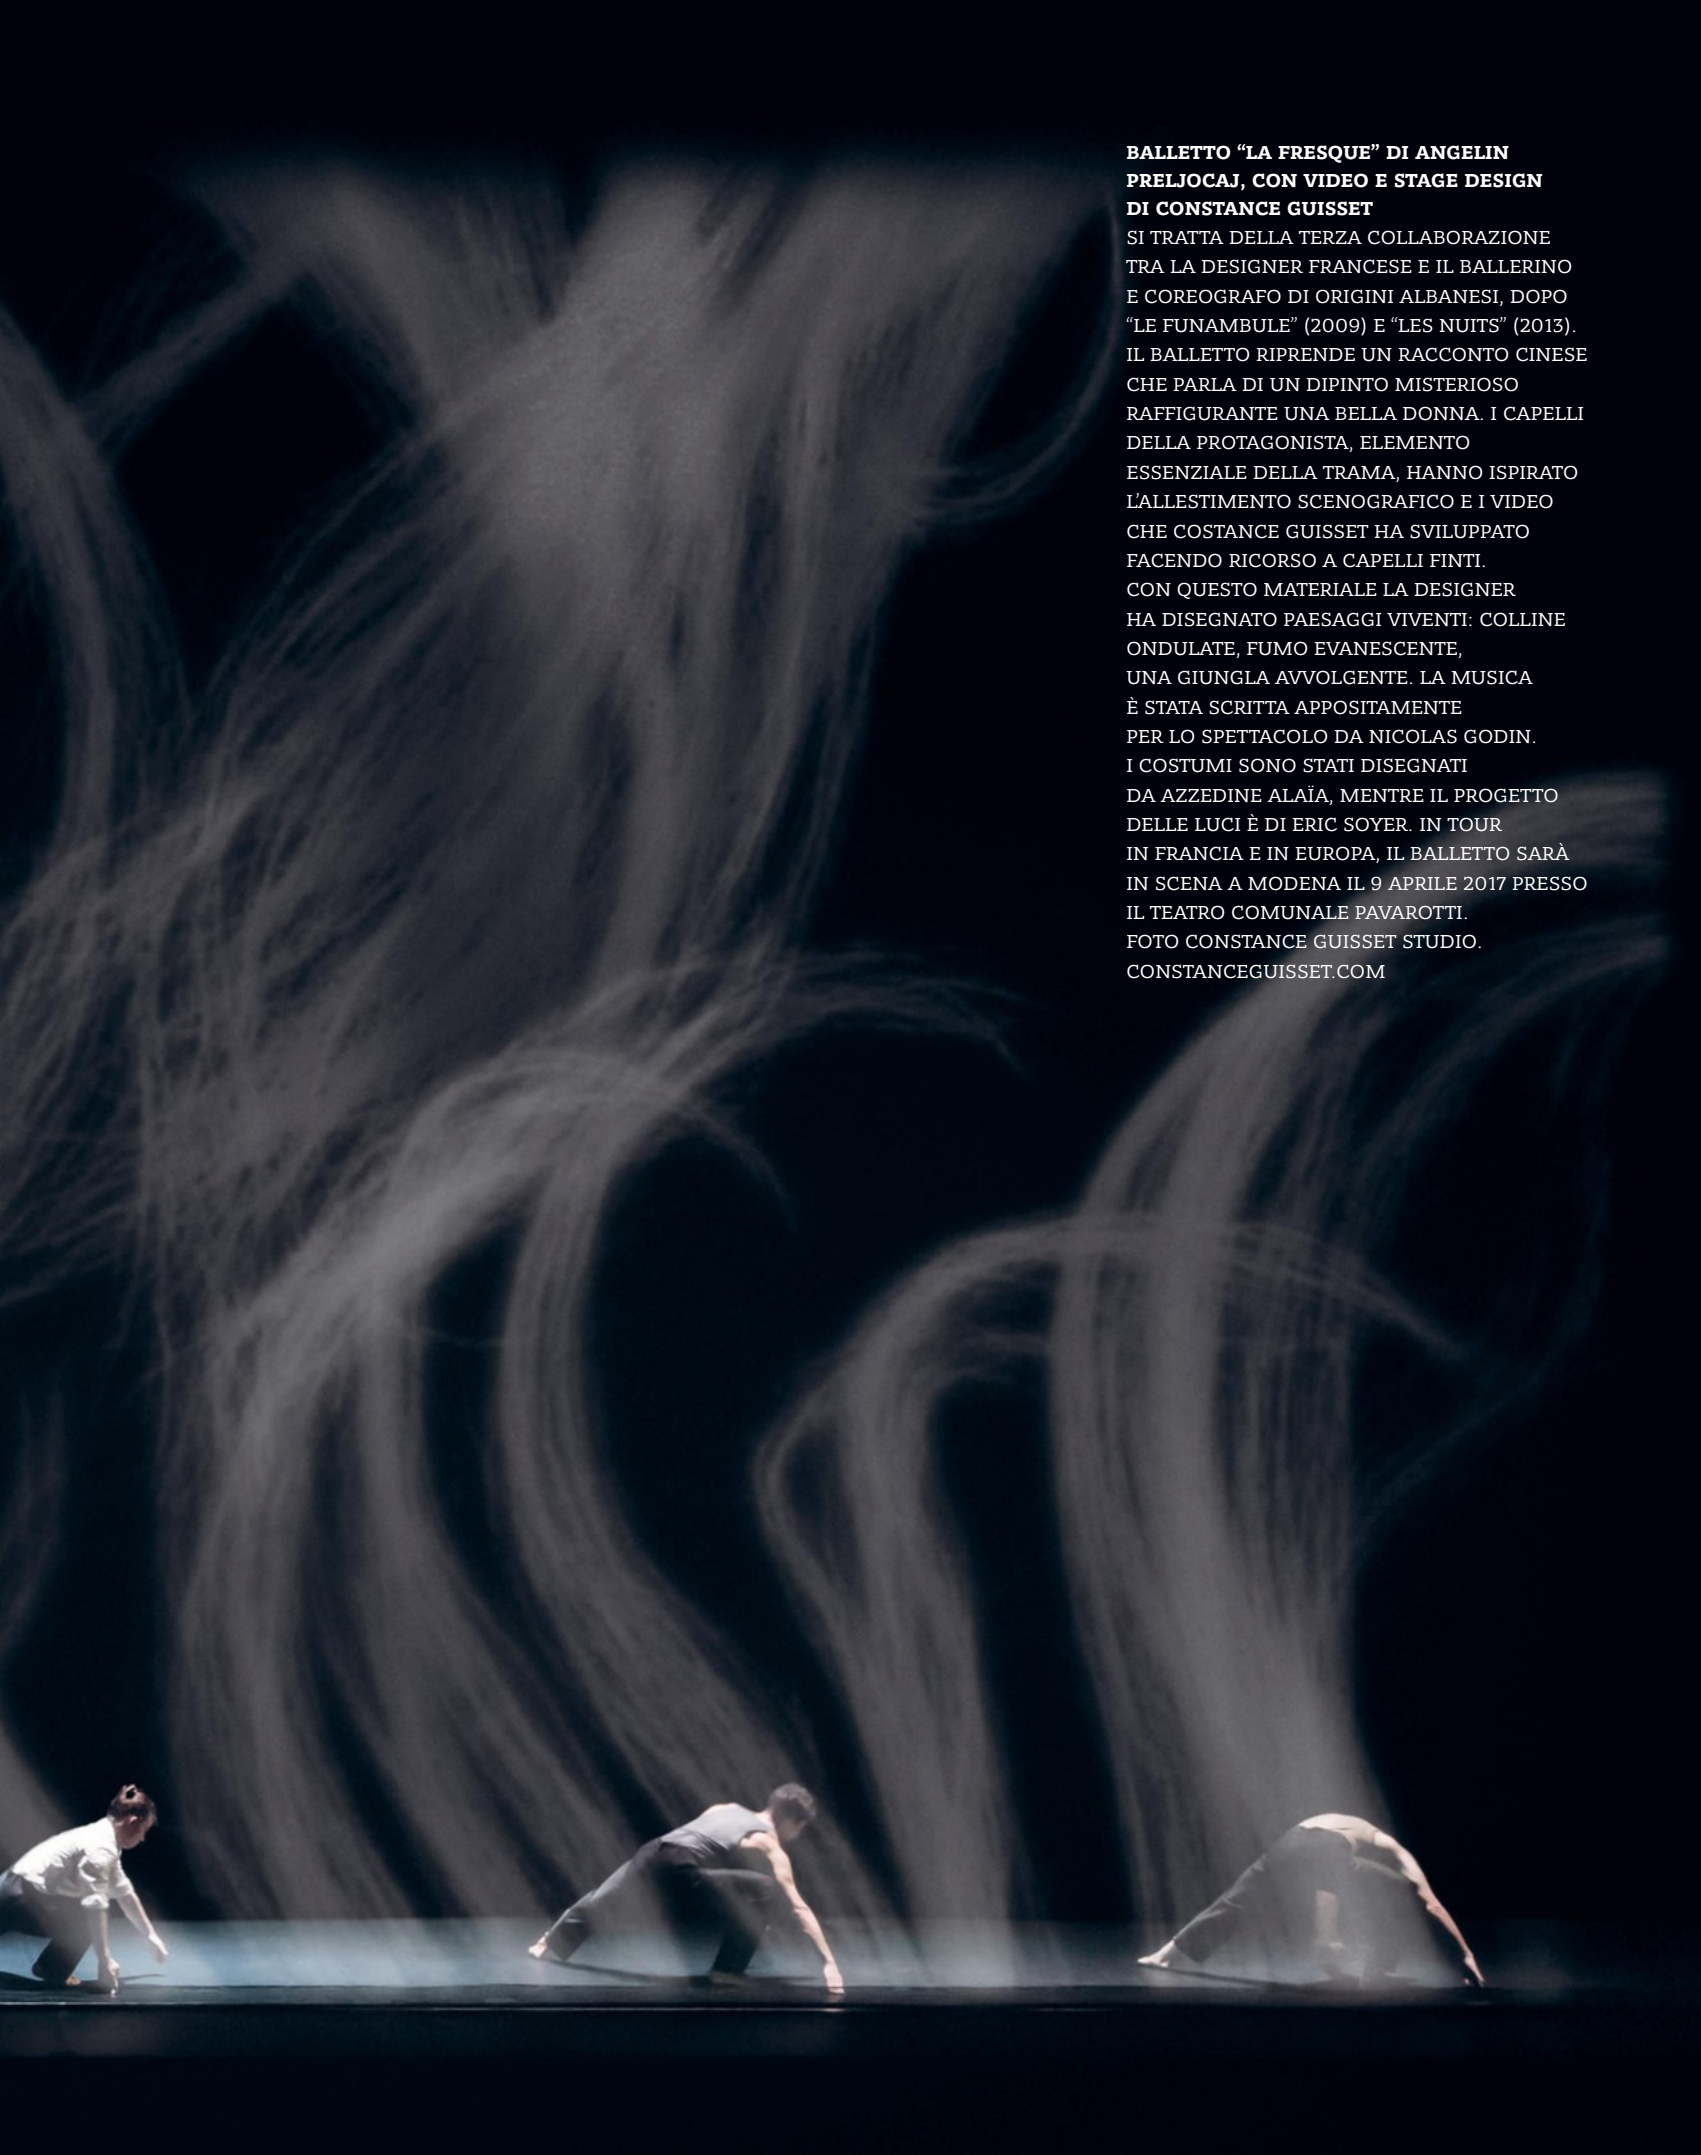 BALLETTO “LA FRESQUE” DI ANGELIN
PRELJOCAJ, CON VIDEO E STAGE DESIGN
DI CONSTANCE GUISSET
SI TRATTA DELLA TERZA COLLABORAZIONE
TRA LA DESIGNER FRANCESE E IL BALLERINO
E COREOGRAFO DI ORIGINI ALBANESI, DOPO
“LE FUNAMBULE” (2009) E “LES NUITS” (2013).
IL BALLETTO RIPRENDE UN RACCONTO CINESE
CHE PARLA DI UN DIPINTO MISTERIOSO
RAFFIGURANTE UNA BELLA DONNA. I CAPELLI
DELLA PROTAGONISTA, ELEMENTO
ESSENZIALE DELLA TRAMA, HANNO ISPIRATO
L’ALLESTIMENTO SCENOGRAFICO E I VIDEO
CHE COSTANCE GUISSET HA SVILUPPATO
FACENDO RICORSO A CAPELLI FINTI.
CON QUESTO MATERIALE LA DESIGNER
HA DISEGNATO PAESAGGI VIVENTI: COLLINE
ONDULATE, FUMO EVANESCENTE,
UNA GIUNGLA AVVOLGENTE. LA MUSICA
È STATA SCRITTA APPOSITAMENTE
PER LO SPETTACOLO DA NICOLAS GODIN.
I COSTUMI SONO STATI DISEGNATI
DA AZZEDINE ALAÏA, MENTRE IL PROGETTO
DELLE LUCI È DI ERIC SOYER. IN TOUR
IN FRANCIA E IN EUROPA, IL BALLETTO SARÀ
IN SCENA A MODENA IL 9 APRILE 2017 PRESSO
IL TEATRO COMUNALE PAVAROTTI.
FOTO CONSTANCE GUISSET STUDIO.
CONSTANCEGUISSET.COM